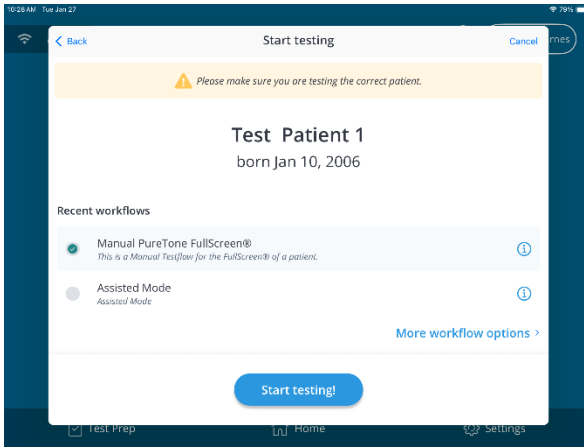 10:28 AM Tue Jan 27
79%
Back
Start testing
Cancel
rnes
Please make sure you are testing the correct patient.
Test Patient 1
born Jan 10, 2006
Recent workflows
Manual PureTone FullScreen®
This is a Manual Testflow for the FullScreen® of a patient.
Assisted Mode
Assisted Mode
More workflow options >
Start testing!
Test Prep
Home
Settings